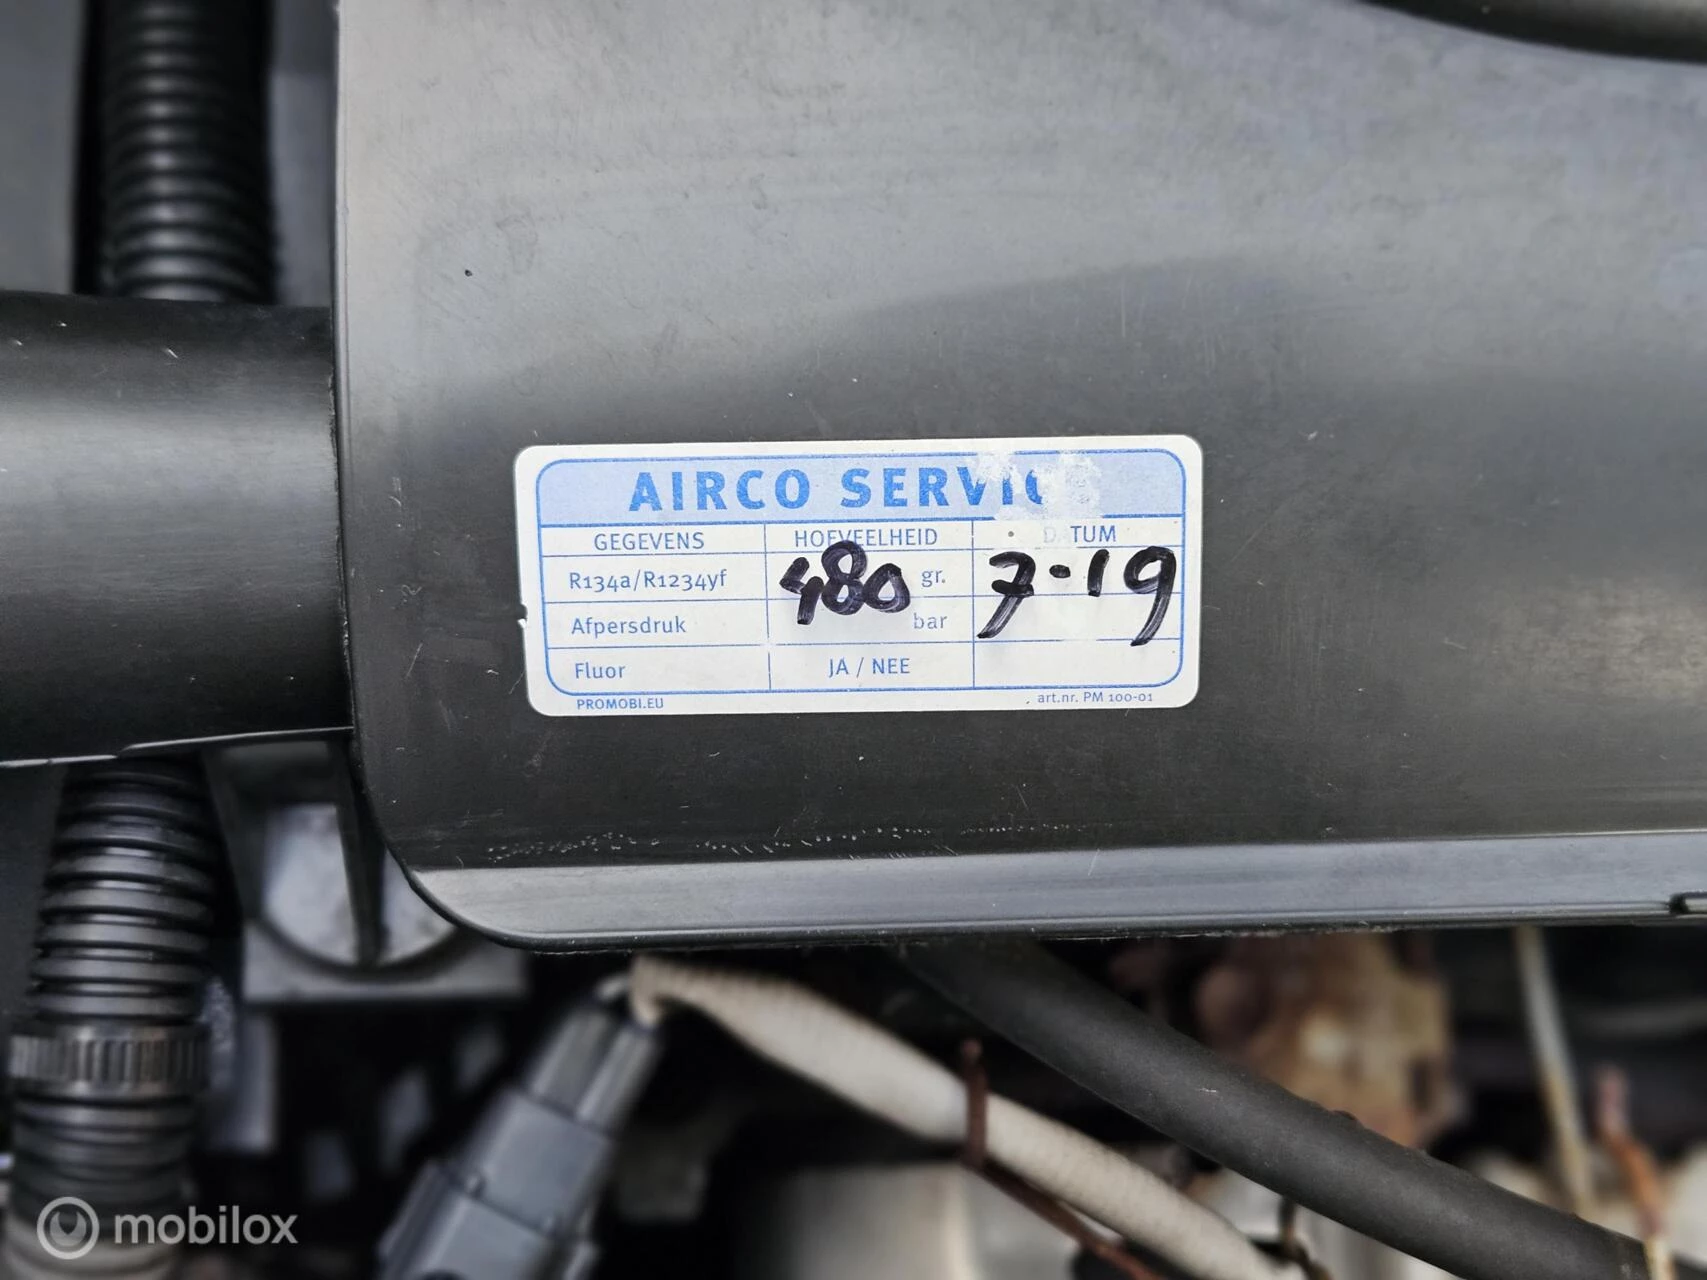 AIRCO SERVIC
GEGEVENS HOEVEELHEID DATUM
R134a/R1234yf 480 gr. 7-19
Afpersdruk bar
Fluor JA / NEE
PROMOBI.EU art.nr. PM 100-01
mobilox